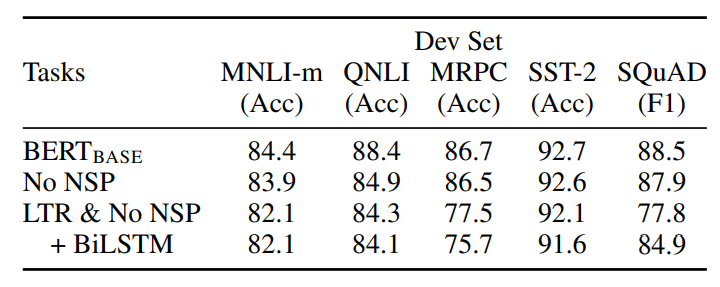 Dev Set
Tasks MNLI-m QNLI MRPC SST-2 SQuAD
(Acc) (Acc) (Acc) (Acc) (F1)
BERTBASE 84.4 88.4 86.7 92.7 88.5
No NSP 83.9 84.9 86.5 92.6 87.9
LTR & No NSP 82.1 84.3 77.5 92.1 77.8
+ BiLSTM 82.1 84.1 75.7 91.6 84.9